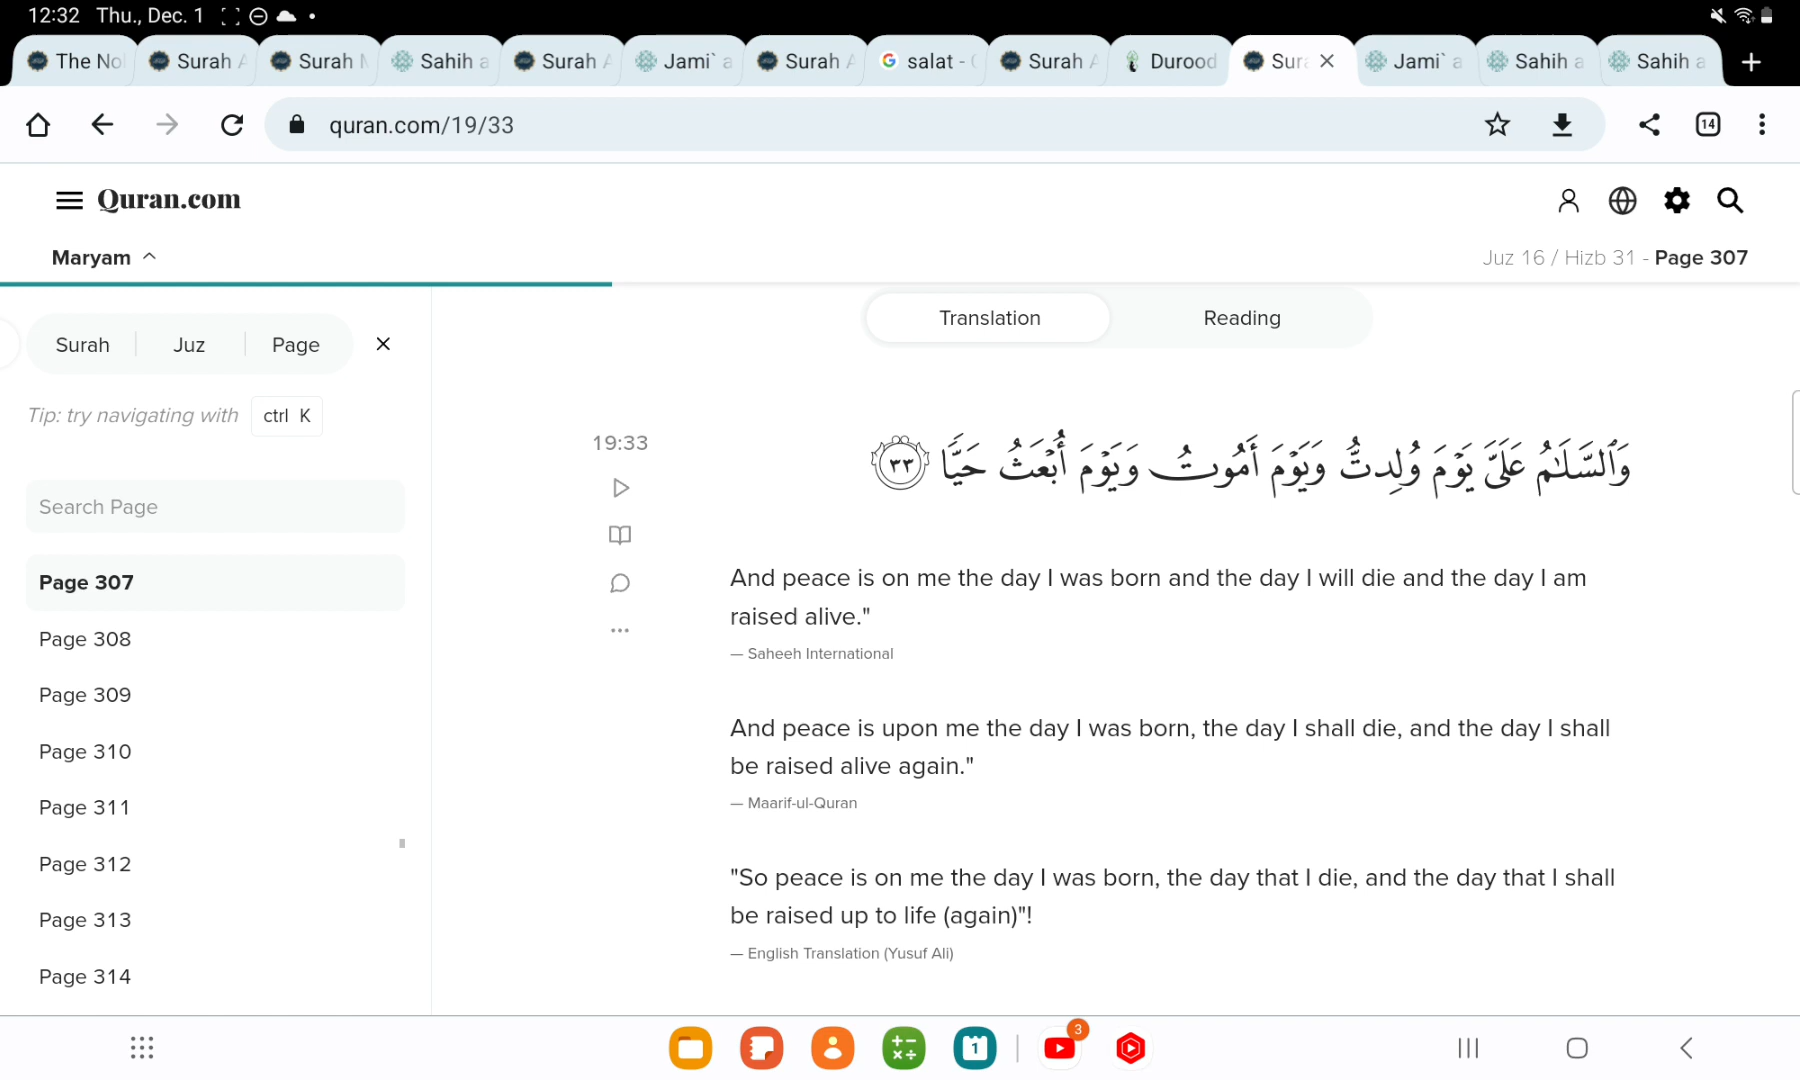 12:32 Thu., Dec. 1
The No
Surah A
Surah M
Sahih a
Surah A
Jami` a
Surah A
salat - G
Surah A
Durood
Sura
Jami` a
Sahih a
Sahih a
quran.com/19/33
14
Quran.com
Maryam
Juz 16 / Hizb 31 - Page 307
Surah
Juz
Page
Translation
Reading
Tip: try navigating with ctrl K
Search Page
Page 307
Page 308
Page 309
Page 310
Page 311
Page 312
Page 313
Page 314
19:33
وَٱلسَّلَـٰمُ عَلَىَّ يَوْمَ وُلِدتُّ وَيَوْمَ أَمُوتُ وَيَوْمَ أُبْعَثُ حَيًّا ٣٣
And peace is on me the day I was born and the day I will die and the day I am
raised alive."
— Saheeh International
And peace is upon me the day I was born, the day I shall die, and the day I shall
be raised alive again."
— Maarif-ul-Quran
"So peace is on me the day I was born, the day that I die, and the day that I shall
be raised up to life (again)"!
— English Translation (Yusuf Ali)
1
3